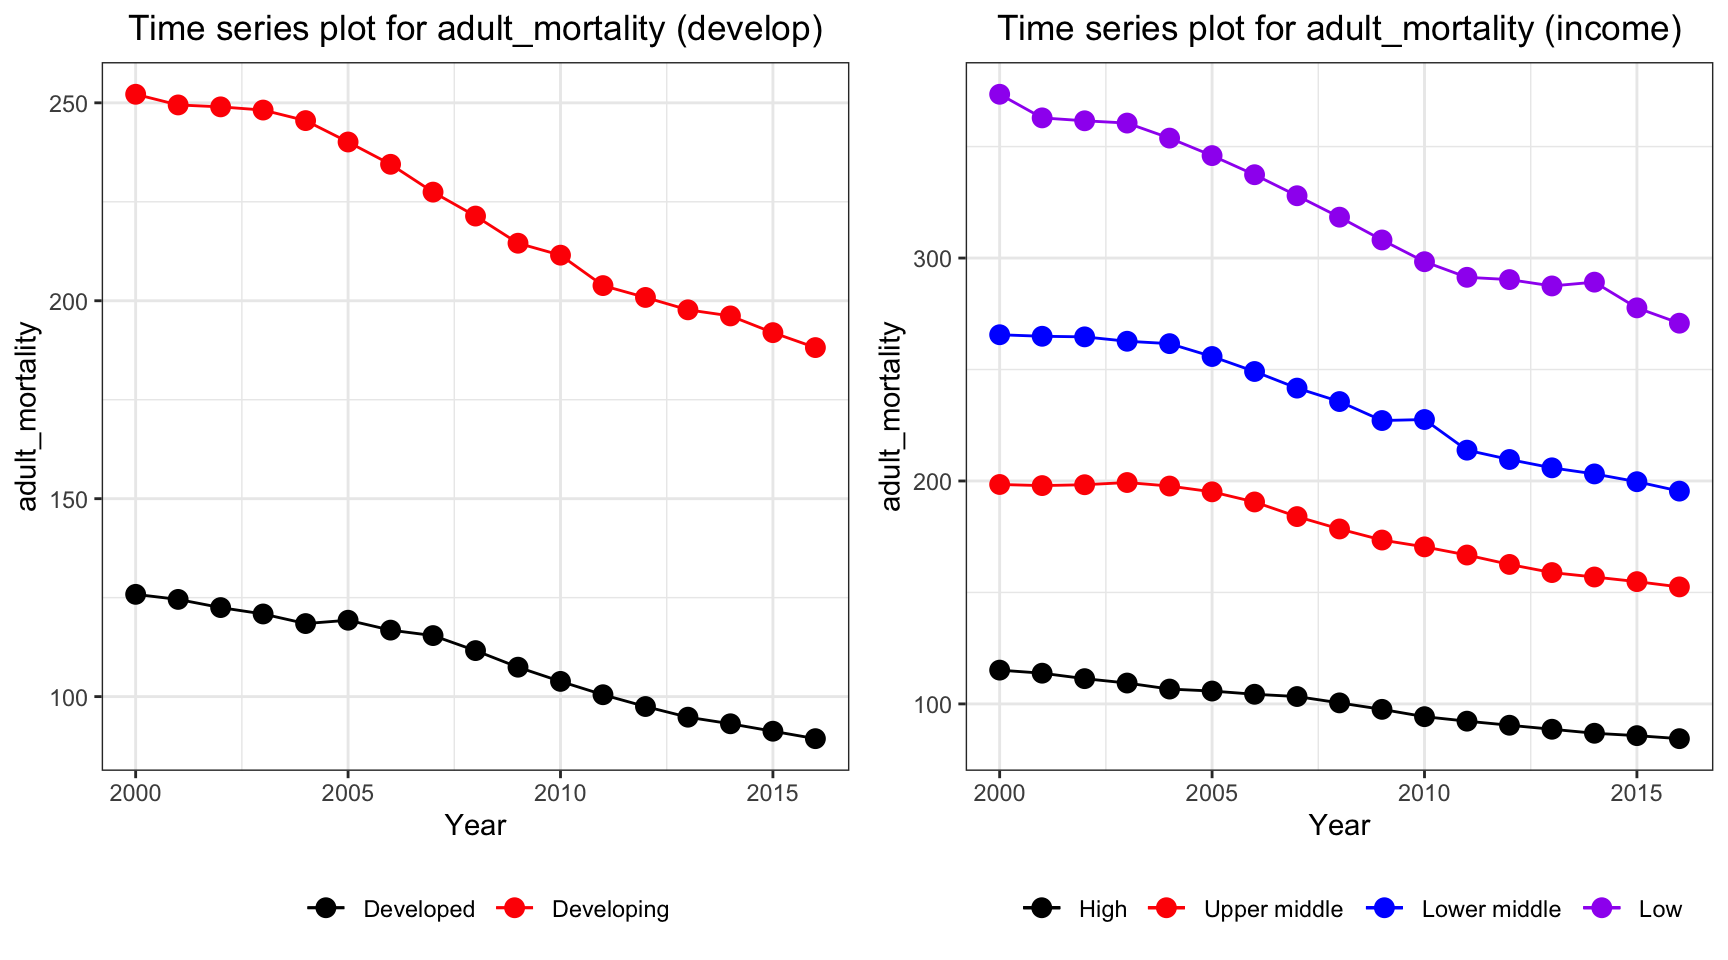 Time series plot for adult_mortality (develop)
250
200
150
100
adult_mortality
2000 2005 2010 2015
Year
Developed Developing
Time series plot for adult_mortality (income)
300
200
100
adult_mortality
2000 2005 2010 2015
Year
High Upper middle Lower middle Low